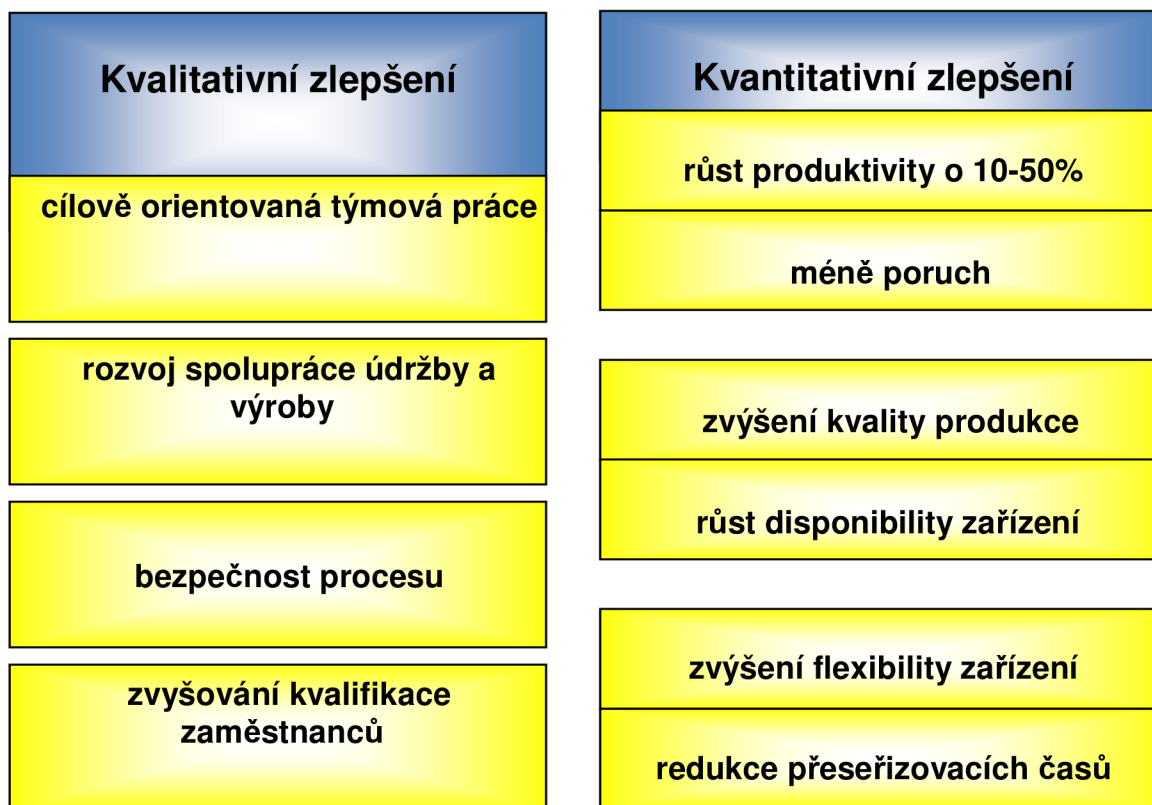 Kvalitativní zlepšení
cílově orientovaná týmová práce
rozvoj spolupráce údržby a
výroby
bezpečnost procesu
zvyšování kvalifikace
zaměstnanců
Kvantitativní zlepšení
růst produktivity o 10-50%
méně poruch
zvýšení kvality produkce
růst disponibility zařízení
zvýšení flexibility zařízení
redukce přeseřizovacích časů